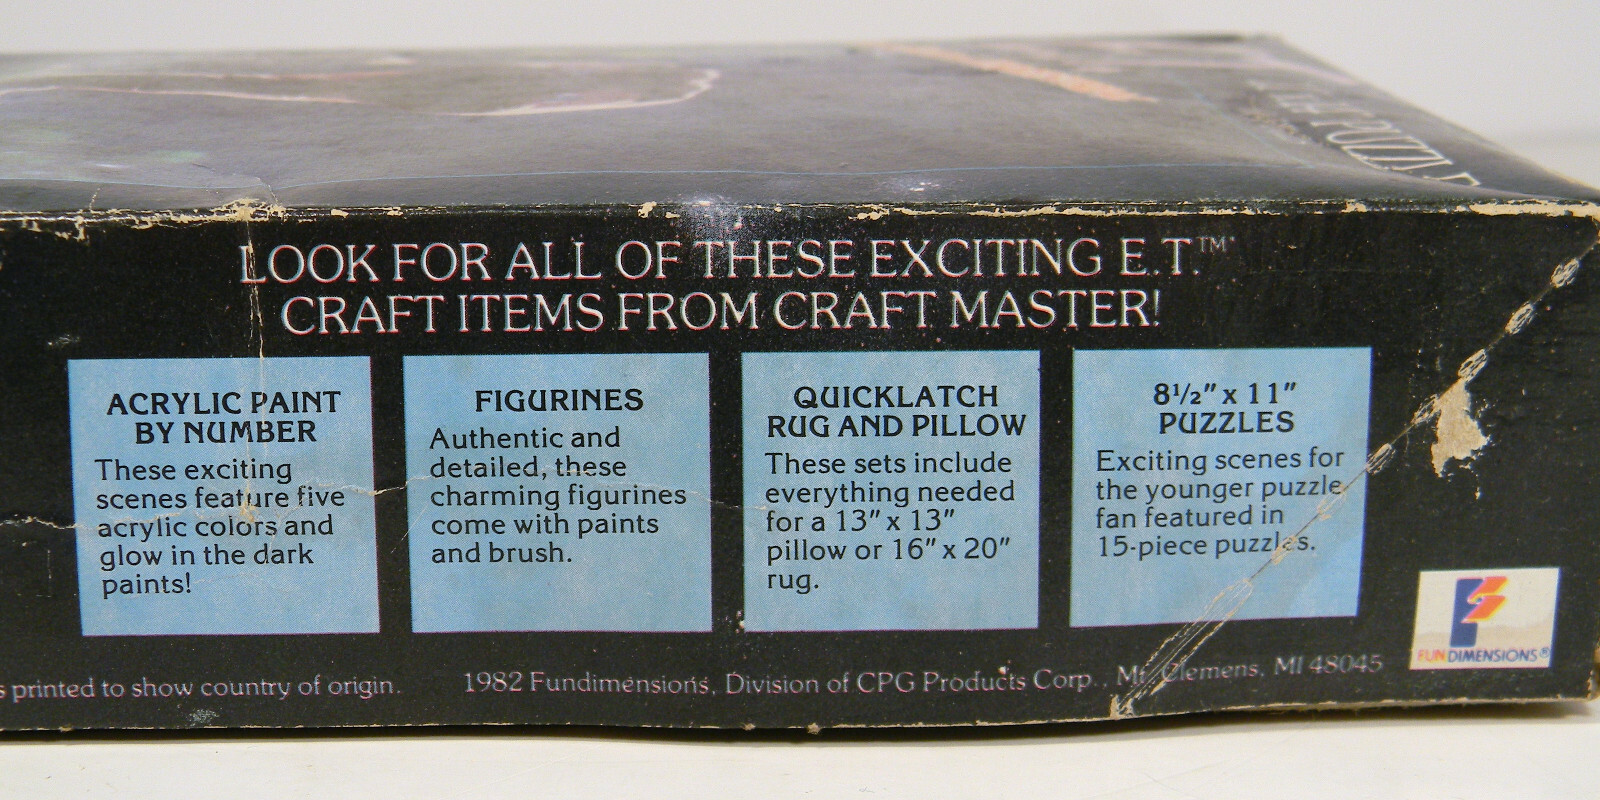 THE PUZZLE
LOOK FOR ALL OF THESE EXCITING E.T.™
CRAFT ITEMS FROM CRAFT MASTER!
ACRYLIC PAINT
BY NUMBER
These exciting
scenes feature five
acrylic colors and
glow in the dark
paints!
FIGURINES
Authentic and
detailed, these
charming figurines
come with paints
and brush.
QUICKLATCH
RUG AND PILLOW
These sets include
everything needed
for a 13" x 13"
pillow or 16" x 20"
rug.
8½" x 11"
PUZZLES
Exciting scenes for
the younger puzzle
fan featured in
15-piece puzzles.
FUNDIMENSIONS®
printed to show country of origin.
1982 Fundimensions, Division of CPG Products Corp., Mt. Clemens, MI 48045